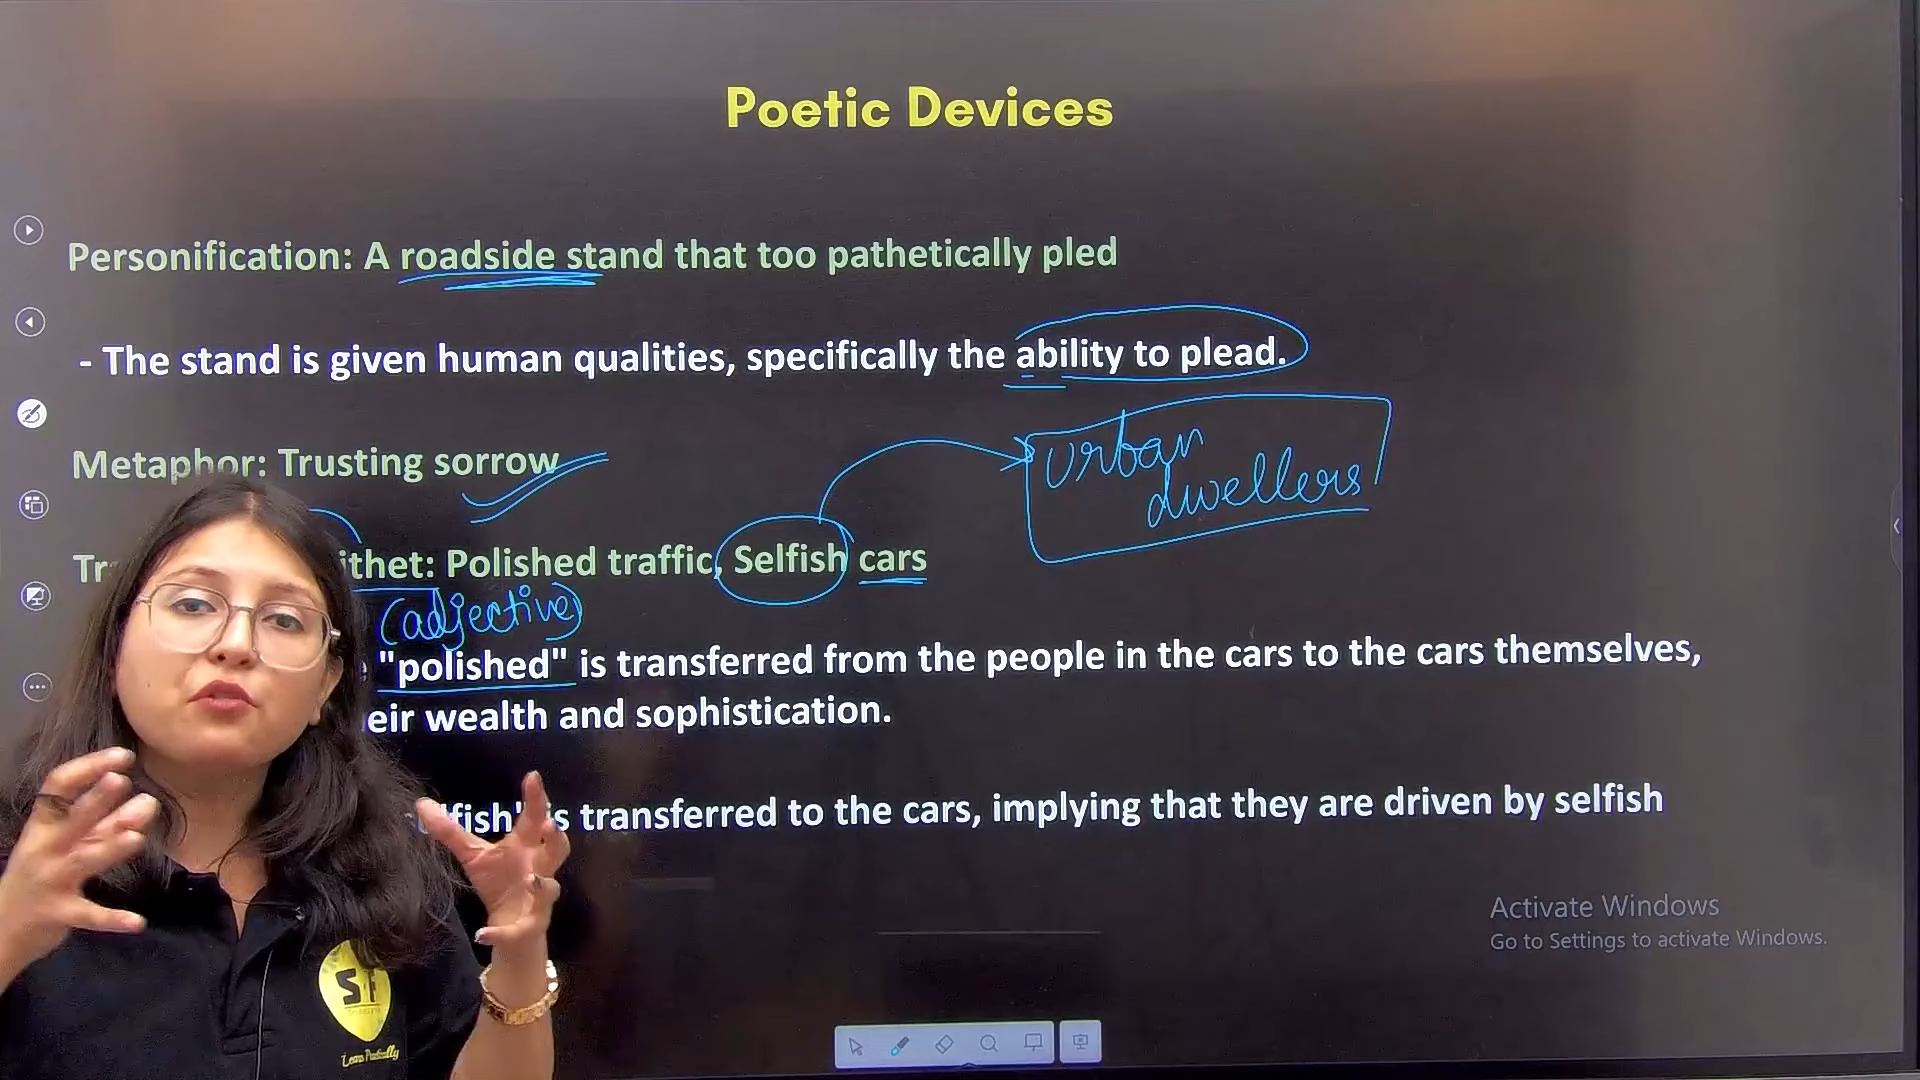 Poetic Devices
Personification: A roadside stand that too pathetically pled
- The stand is given human qualities, specifically the ability to plead.
urban
dwellers
Metaphor: Trusting sorrow
ithet: Polished traffic, Selfish cars
(adjective)
"polished" is transferred from the people in the cars to the cars themselves,
eir wealth and sophistication.
lfish" is transferred to the cars, implying that they are driven by selfish
Activate Windows
Go to Settings to activate Windows.
Learn Practically